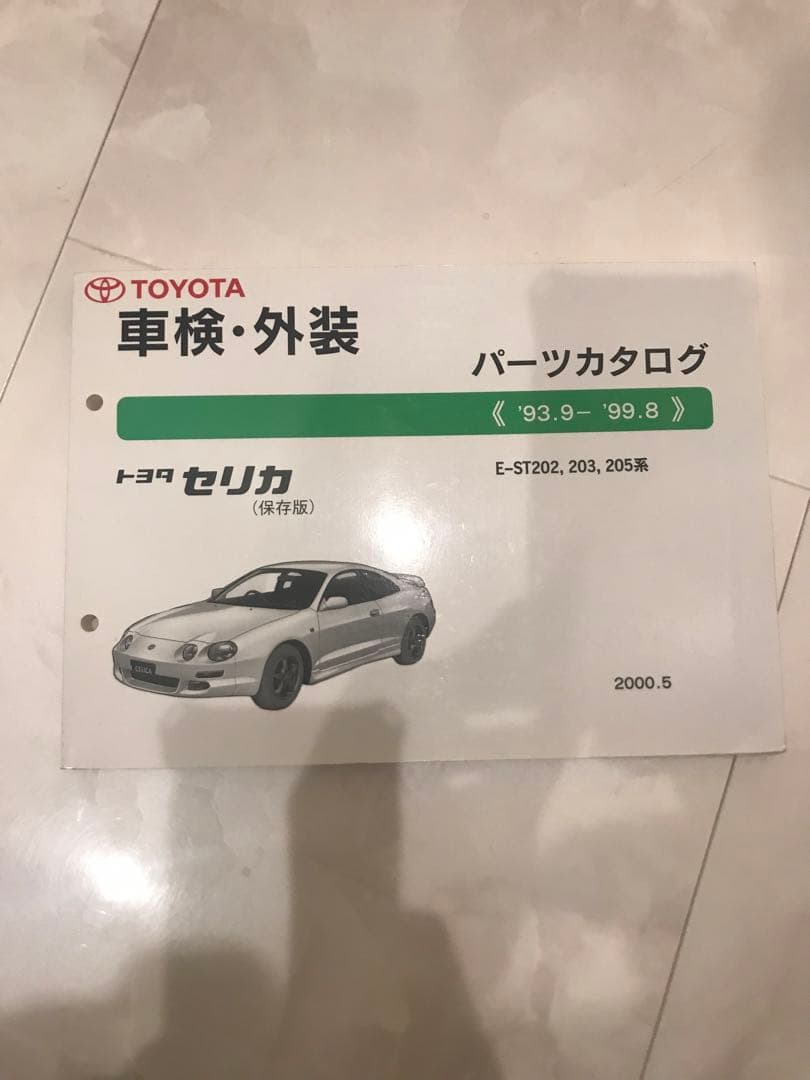 TOYOTA
車検・外装
パーツカタログ
《 '93.9− '99.8 》
トヨタ セリカ
(保存版)
E−ST202, 203, 205系
CELICA
2000.5